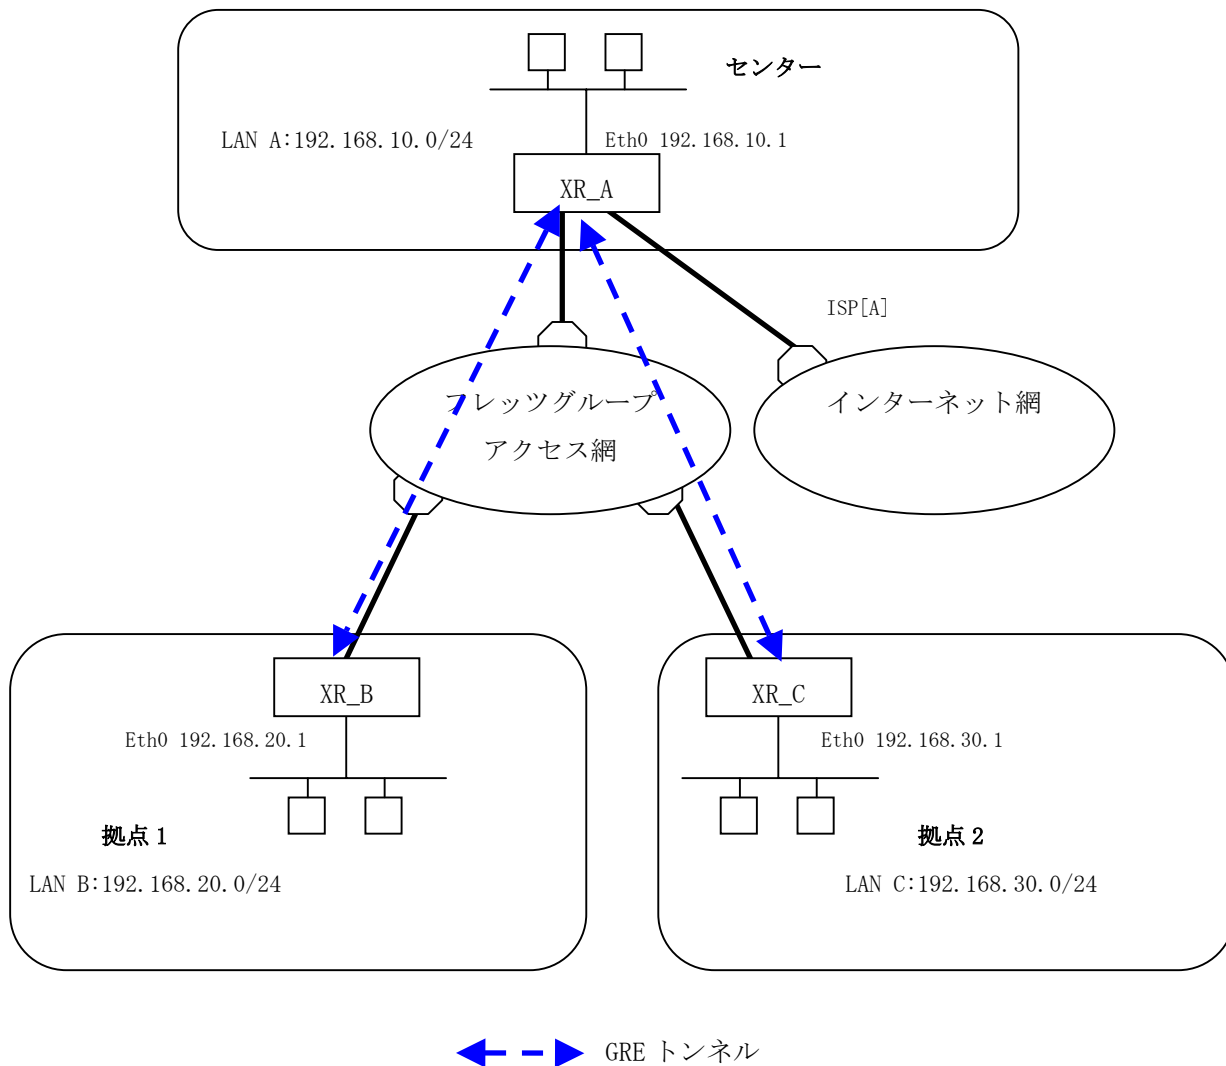 センター
LAN A:192.168.10.0/24
Eth0 192.168.10.1
XR_A
ISP[A]
フレッツグループ
アクセス網
インターネット網
XR_B
XR_C
Eth0 192.168.20.1
Eth0 192.168.30.1
拠点1
拠点2
LAN B:192.168.20.0/24
LAN C:192.168.30.0/24
GRE トンネル